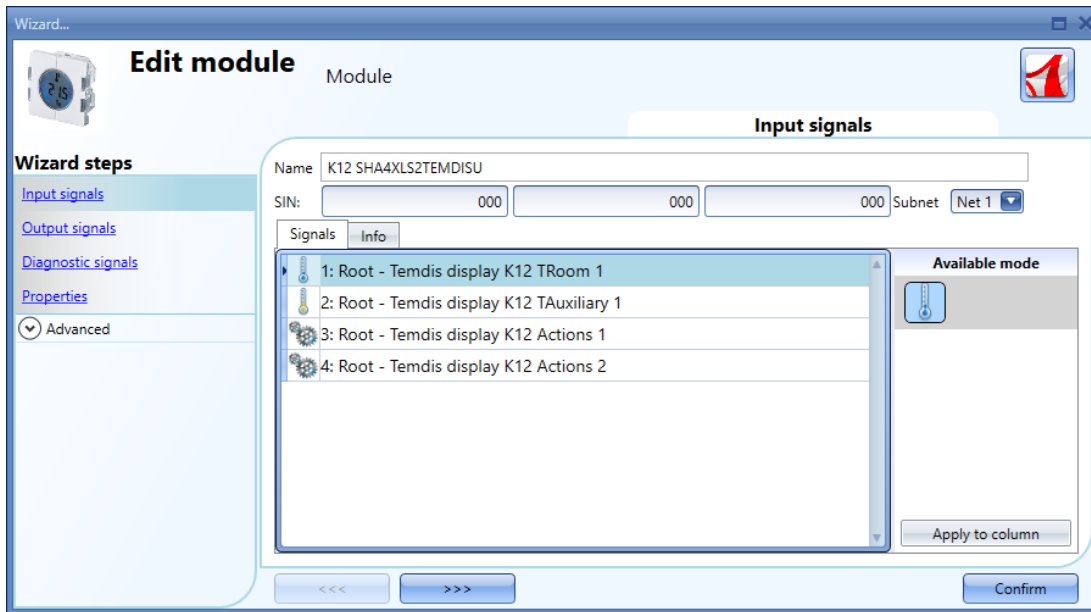 Wizard...
Edit module
Module
Input signals
Wizard steps
Input signals
Output signals
Diagnostic signals
Properties
Advanced
Name K12 SHA4XLS2TEMDISU
SIN: 000 000 000 Subnet Net 1
Signals Info
1: Root - Temdis display K12 TRoom 1
2: Root - Temdis display K12 TAuxiliary 1
3: Root - Temdis display K12 Actions 1
4: Root - Temdis display K12 Actions 2
Available mode
Apply to column
<<< >>> Confirm